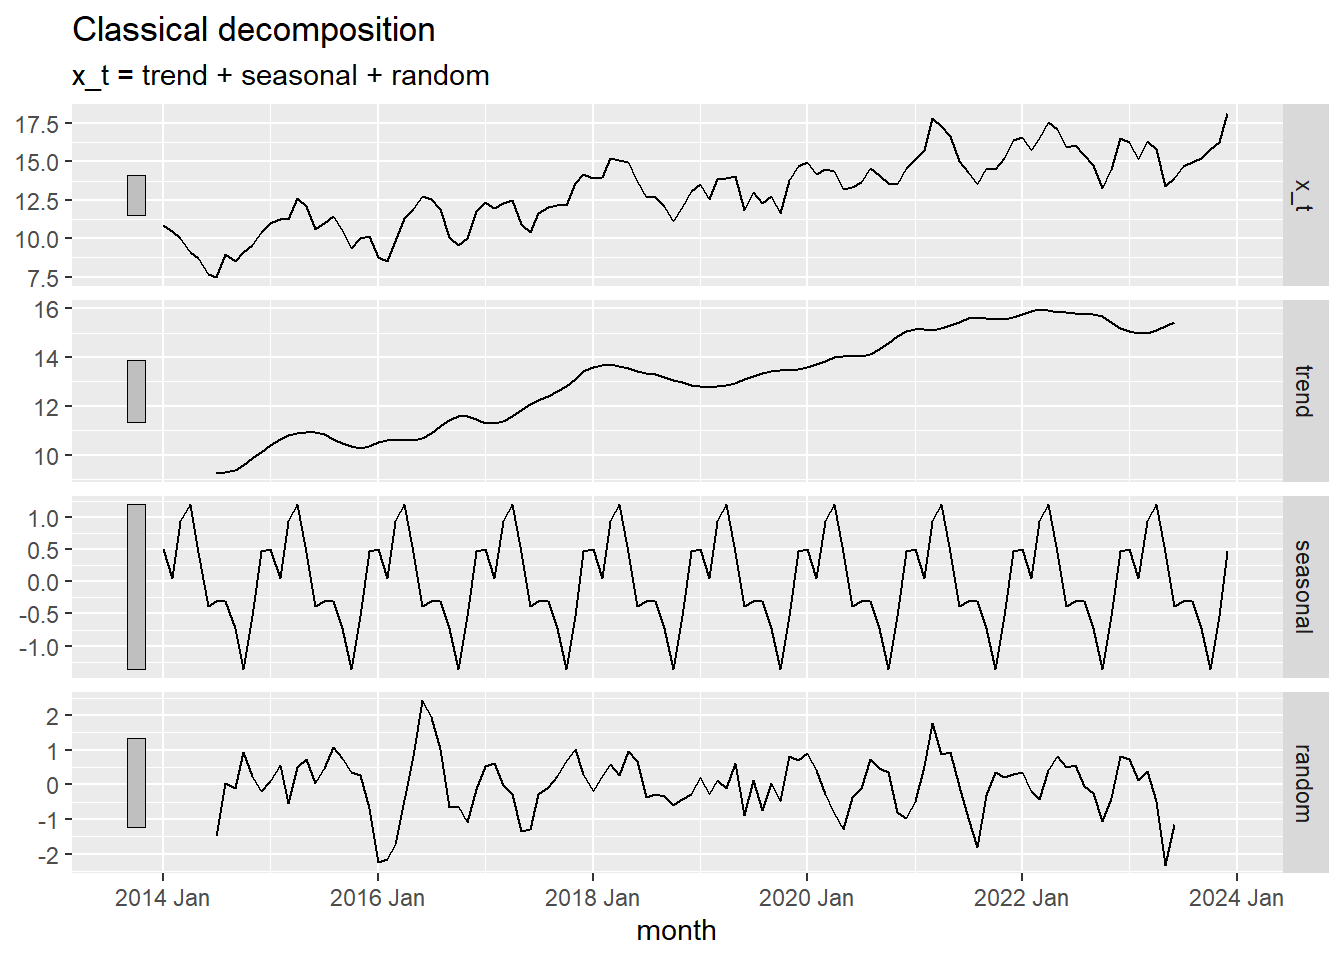 Classical decomposition
x_t = trend + seasonal + random
17.5
15.0
12.5
10.0
7.5
x_t
16
14
12
10
trend
1.0
0.5
0.0
-0.5
-1.0
seasonal
2
1
0
-1
-2
random
2014 Jan 2016 Jan 2018 Jan 2020 Jan 2022 Jan 2024 Jan
month